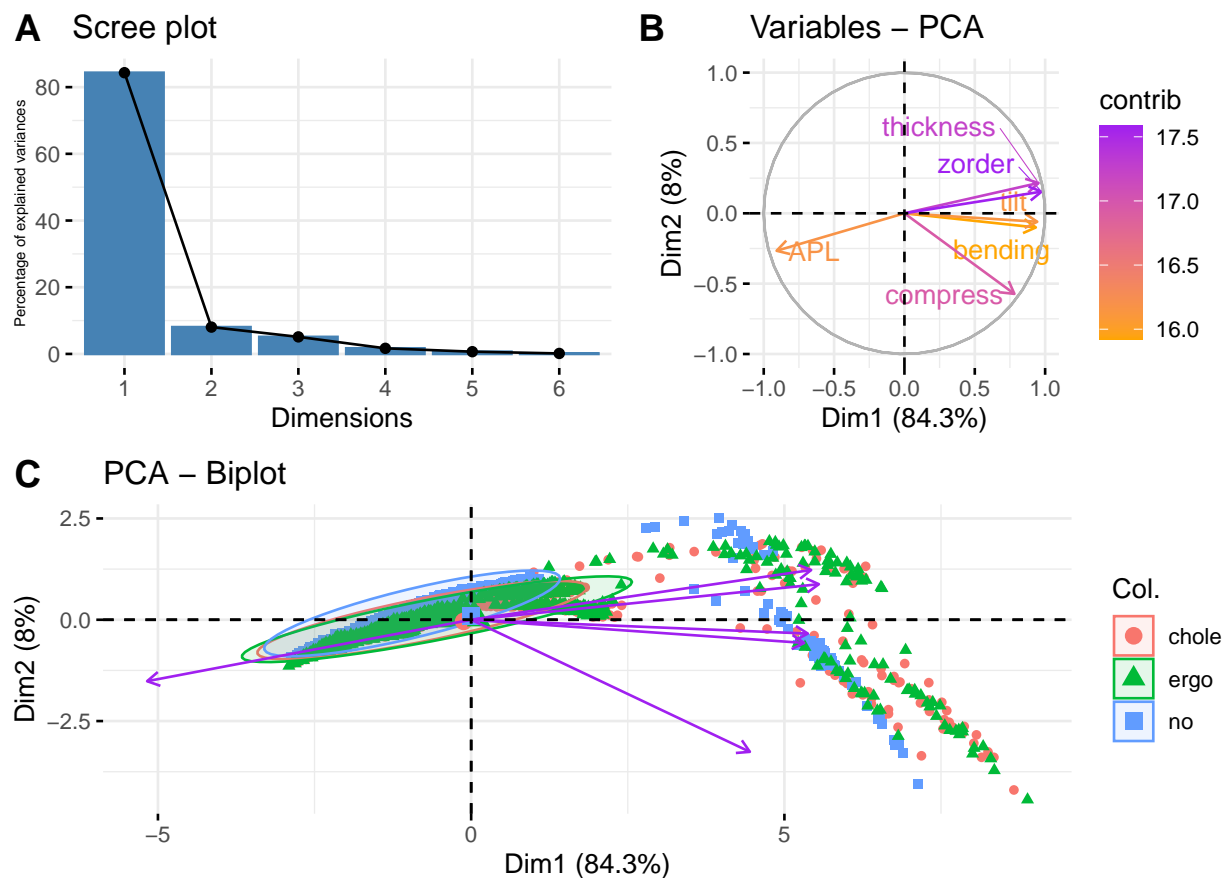 A Scree plot
Percentage of explained variances
80
60
40
20
0
1 2 3 4 5 6
Dimensions
B Variables − PCA
Dim2 (8%)
1.0
0.5
0.0
−0.5
−1.0
thickness
zorder
tilt
APL
bending
compress
−1.0 −0.5 0.0 0.5 1.0
Dim1 (84.3%)
contrib
17.5
17.0
16.5
16.0
C PCA − Biplot
Dim2 (8%)
2.5
0.0
−2.5
−5 0 5
Dim1 (84.3%)
Col.
chole
ergo
no